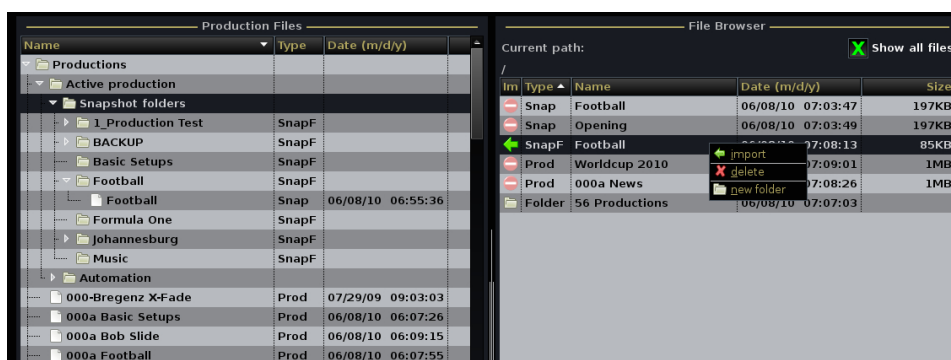 Production Files
Name Type Date (m/d/y)
Productions
Active production
Snapshot folders
1_Production Test SnapF
BACKUP SnapF
Basic Setups SnapF
Football SnapF
Football Snap 06/08/10 06:55:36
Formula One SnapF
Johannesburg SnapF
Music SnapF
Automation
000-Bregenz X-Fade Prod 07/29/09 09:03:03
000a Basic Setups Prod 06/08/10 06:07:26
000a Bob Slide Prod 06/08/10 06:09:15
000a Football Prod 06/08/10 06:07:55
File Browser
Current path: X Show all files
/
Im Type Name Date (m/d/y) Size
Snap Football 06/08/10 07:03:47 197KB
Snap Opening 06/08/10 07:03:49 197KB
SnapF Football 07:08:13 85KB
import
Prod Worldcup 2010 07:09:01 1MB
delete
Prod 000a News 07:08:26 1MB
new folder
Folder 56 Productions 06/08/10 07:07:03